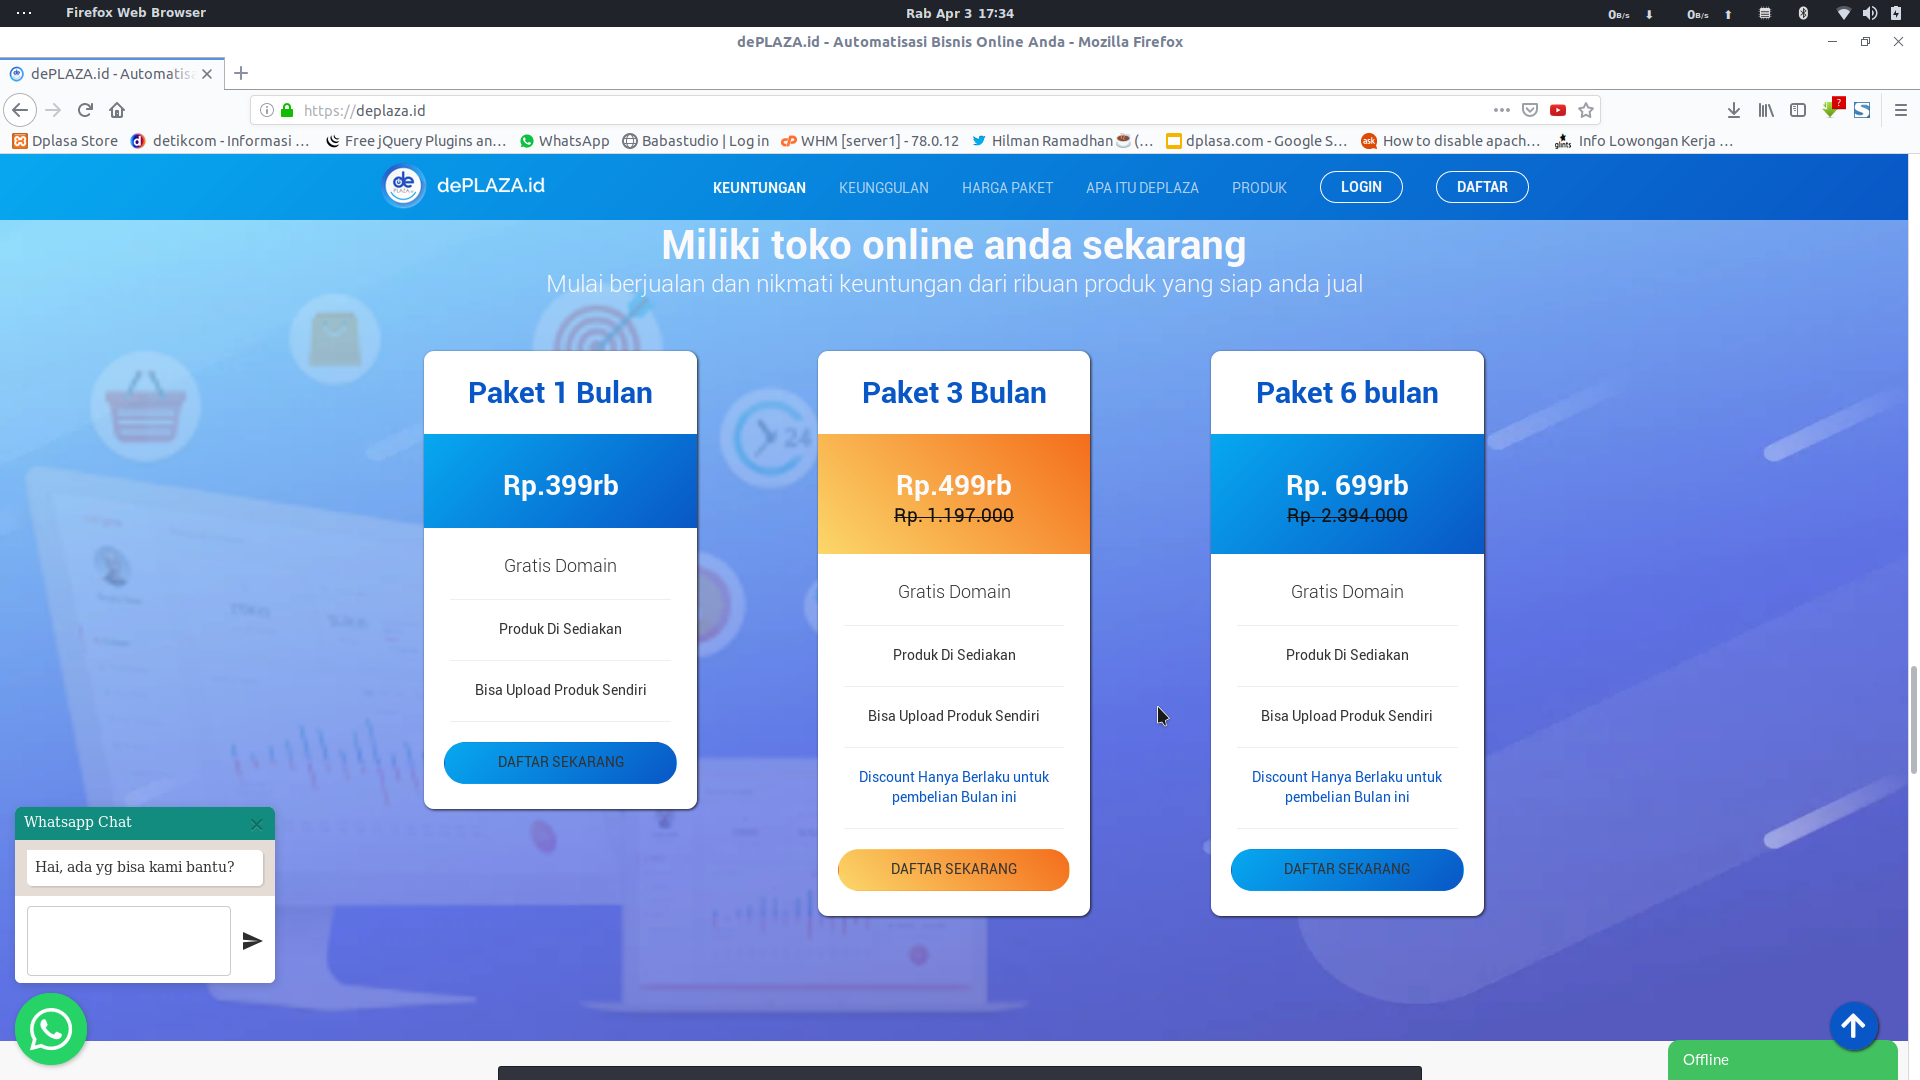 Firefox Web Browser
Rab Apr 3 17:34
0B/s
0B/s
dePLAZA.id - Automatisasi Bisnis Online Anda - Mozilla Firefox
dePLAZA.id - Automatis
https://deplaza.id
?
Dplasa Store
detikcom - Informasi …
Free jQuery Plugins an…
WhatsApp
Babastudio | Log in
WHM [server1] - 78.0.12
Hilman Ramadhan☕(…
dplasa.com - Google S…
How to disable apach…
Info Lowongan Kerja …
dePLAZA.id
KEUNTUNGAN
KEUNGGULAN
HARGA PAKET
APA ITU DEPLAZA
PRODUK
LOGIN
DAFTAR
Miliki toko online anda sekarang
Mulai berjualan dan nikmati keuntungan dari ribuan produk yang siap anda jual
Paket 1 Bulan
Rp.399rb
Gratis Domain
Produk Di Sediakan
Bisa Upload Produk Sendiri
DAFTAR SEKARANG
Paket 3 Bulan
Rp.499rb
Rp. 1.197.000
Gratis Domain
Produk Di Sediakan
Bisa Upload Produk Sendiri
Discount Hanya Berlaku untuk
pembelian Bulan ini
DAFTAR SEKARANG
Paket 6 bulan
Rp. 699rb
Rp. 2.394.000
Gratis Domain
Produk Di Sediakan
Bisa Upload Produk Sendiri
Discount Hanya Berlaku untuk
pembelian Bulan ini
DAFTAR SEKARANG
24
Whatsapp Chat
Hai, ada yg bisa kami bantu?
Offline